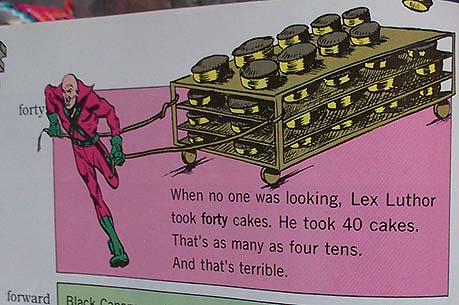 forty
When no one was looking, Lex Luthor
took forty cakes. He took 40 cakes.
That's as many as four tens.
And that's terrible.
forward
Black